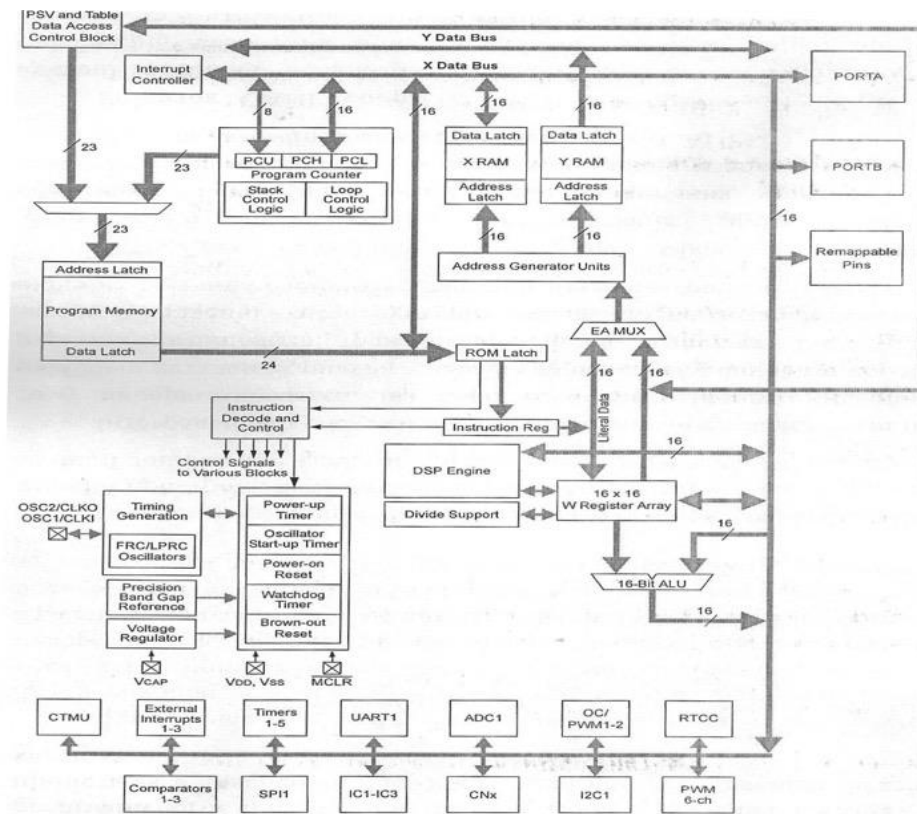 PSV and Table
Data Access
Control Block
Y Data Bus
Interrupt
Controller
X Data Bus
PORTA
8
16
16
16
16
23
23
PCU
PCH
PCL
Program Counter
Stack
Control
Logic
Loop
Control
Logic
Data Latch
X RAM
Address
Latch
Data Latch
Y RAM
Address
Latch
PORTB
16
23
16
16
Remappable
Pins
Address Generator Units
Address Latch
Program Memory
Data Latch
EA MUX
24
ROM Latch
16
16
Literal Data
Instruction
Decode and
Control
Instruction Reg
Control Signals
to Various Blocks
16
DSP
Engine
Divide Support
16 x 16
W Register Array
OSC2/CLKO
OSC1/CLKI
Timing
Generation
FRC/LPRC
Oscillators
Precision
Band Gap
Reference
Voltage
Regulator
Power-up
Timer
Oscillator
Start-up Timer
Power-on
Reset
Watchdog
Timer
Brown-out
Reset
16
16-Bit ALU
16
VCAP
VDD, VSS
MCLR
CTMU
External
Interrupts
1-3
Timers
1-5
UART1
ADC1
OC/
PWM1-2
RTCC
Comparators
1-3
SPI1
IC1-IC3
CNx
I2C1
PWM
6-ch